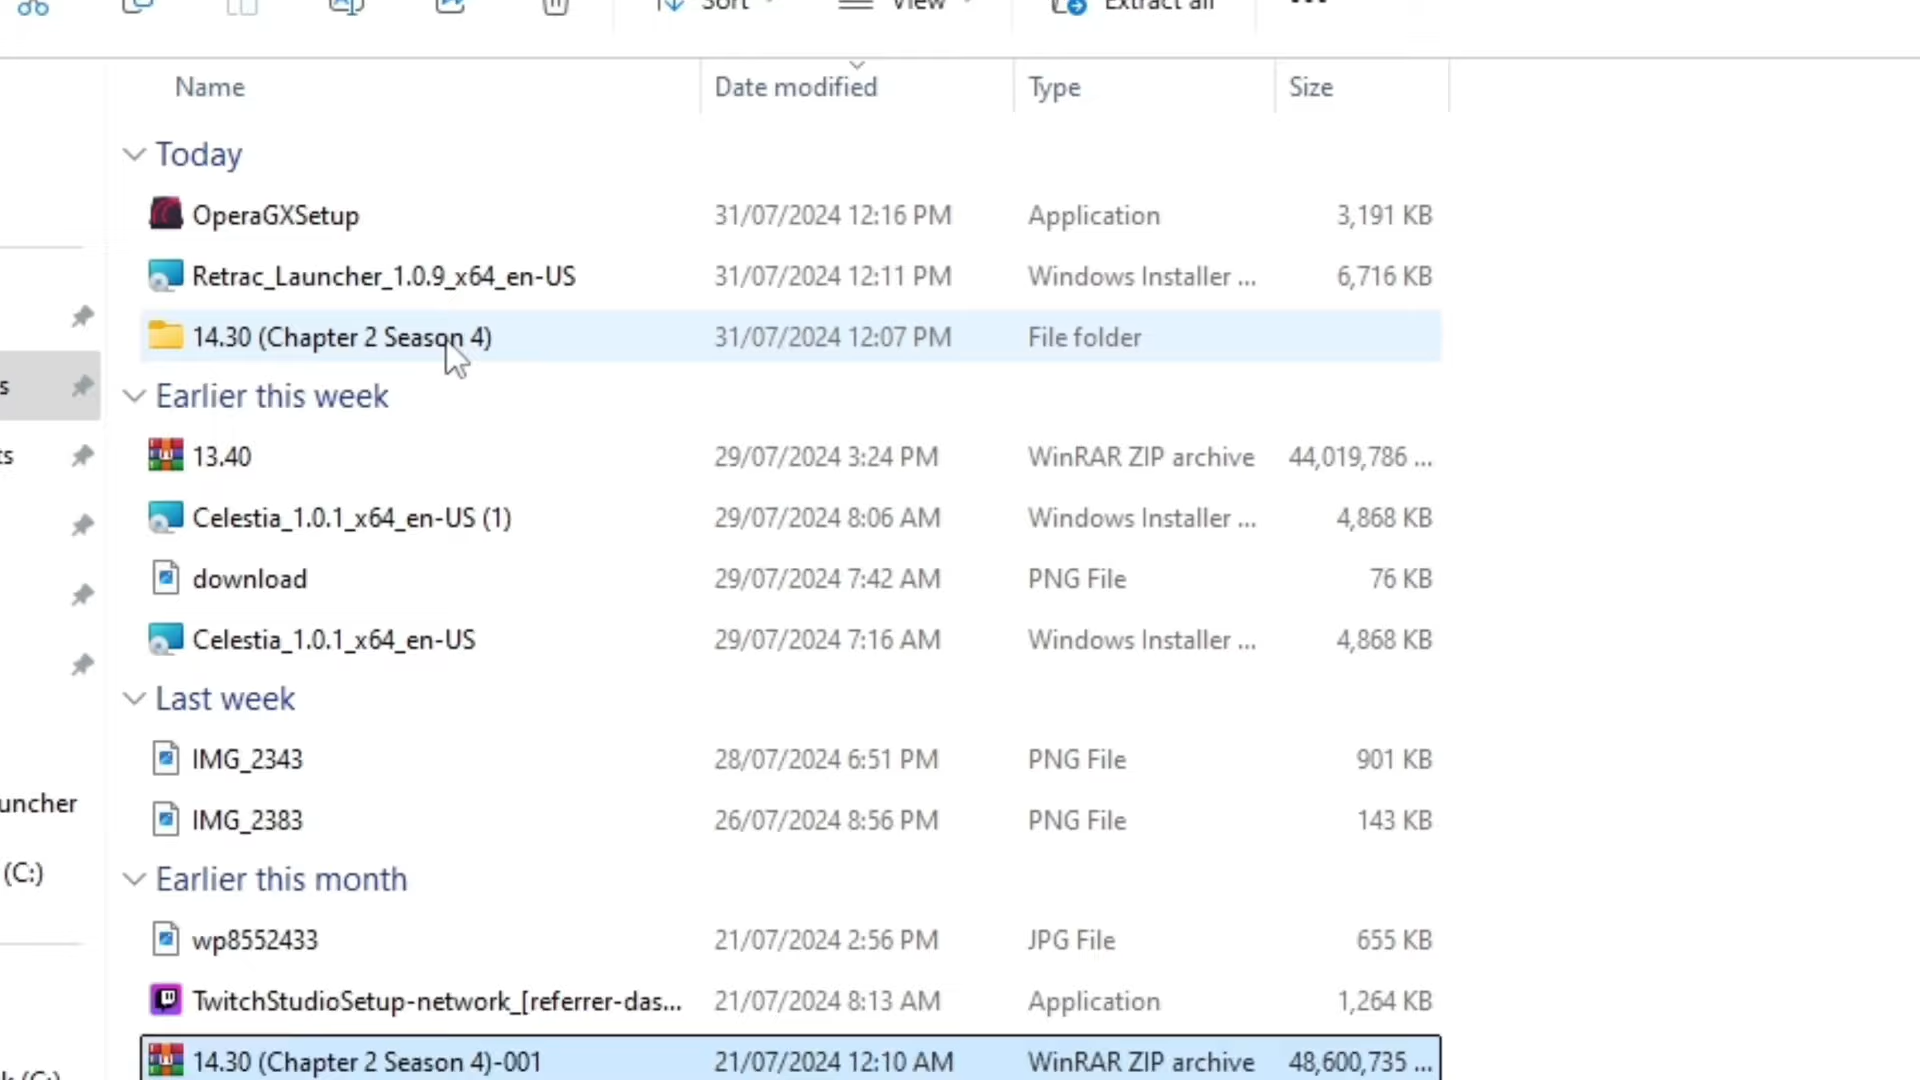 Sort View Extract all ...
Name Date modified Type Size
Today
OperaGXSetup 31/07/2024 12:16 PM Application 3,191 KB
Retrac_Launcher_1.0.9_x64_en-US 31/07/2024 12:11 PM Windows Installer ... 6,716 KB
14.30 (Chapter 2 Season 4) 31/07/2024 12:07 PM File folder
s Earlier this week
ts 13.40 29/07/2024 3:24 PM WinRAR ZIP archive 44,019,786 ...
Celestia_1.0.1_x64_en-US (1) 29/07/2024 8:06 AM Windows Installer ... 4,868 KB
download 29/07/2024 7:42 AM PNG File 76 KB
Celestia_1.0.1_x64_en-US 29/07/2024 7:16 AM Windows Installer ... 4,868 KB
Last week
IMG_2343 28/07/2024 6:51 PM PNG File 901 KB
uncher IMG_2383 26/07/2024 8:56 PM PNG File 143 KB
(C:) Earlier this month
wp8552433 21/07/2024 2:56 PM JPG File 655 KB
TwitchStudioSetup-network_[referrer-das... 21/07/2024 8:13 AM Application 1,264 KB
14.30 (Chapter 2 Season 4)-001 21/07/2024 12:10 AM WinRAR ZIP archive 48,600,735 ...